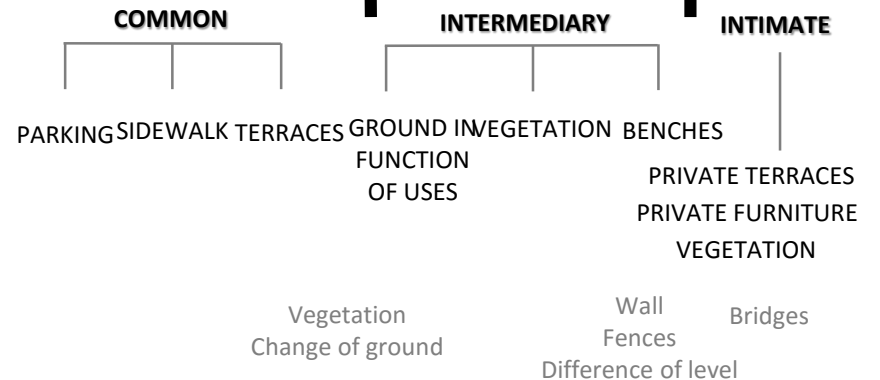 COMMON
INTERMEDIARY
INTIMATE
PARKING
SIDEWALK
TERRACES
GROUND IN
FUNCTION
OF USES
VEGETATION
BENCHES
PRIVATE TERRACES
PRIVATE FURNITURE
VEGETATION
Vegetation
Change of ground
Wall
Fences
Difference of level
Bridges